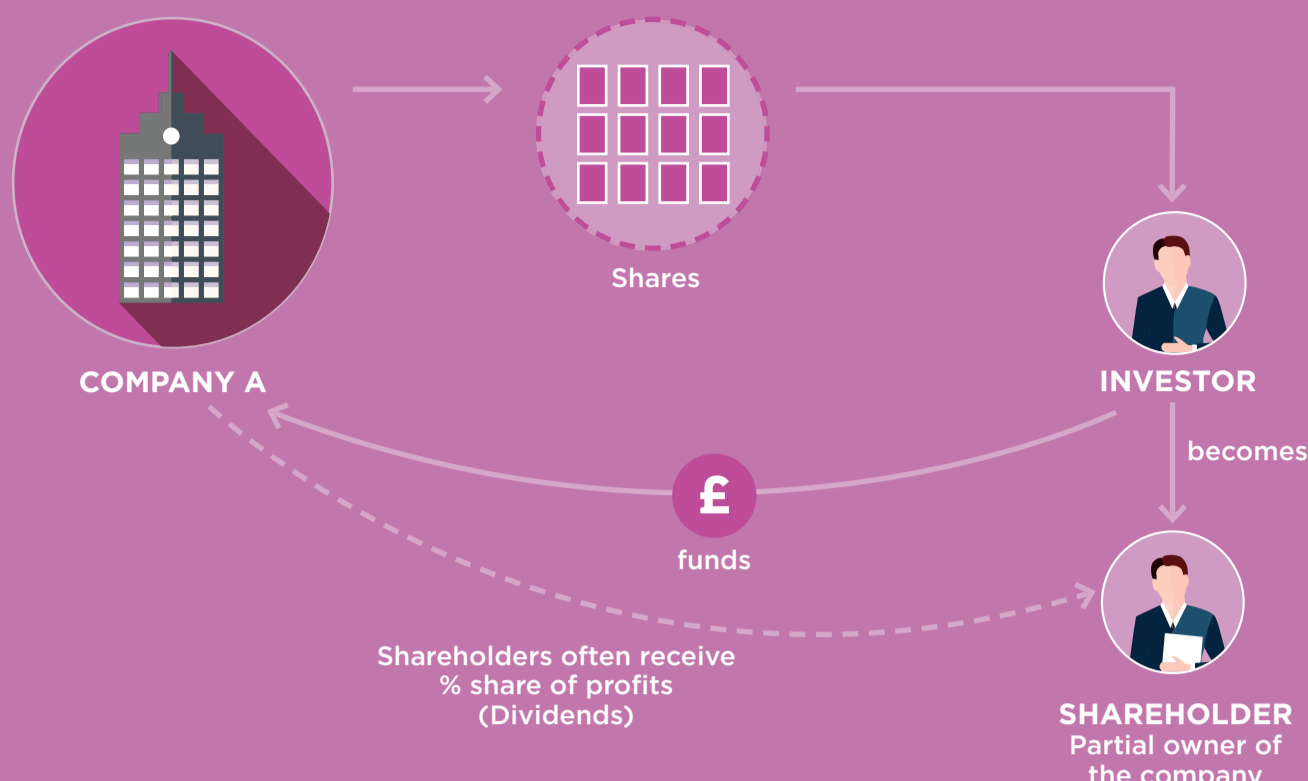 Shares
COMPANY A
INVESTOR
becomes
£
funds
Shareholders often receive
% share of profits
(Dividends)
SHAREHOLDER
Partial owner of
the company